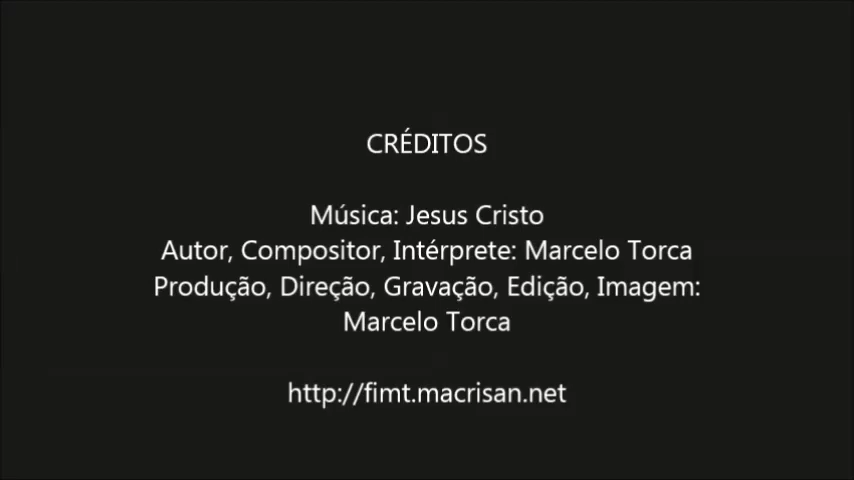 CRÉDITOS
Música: Jesus Cristo
Autor, Compositor, Intérprete: Marcelo Torca
Produção, Direção, Gravação, Edição, Imagem:
Marcelo Torca
http://fimt.macrisan.net